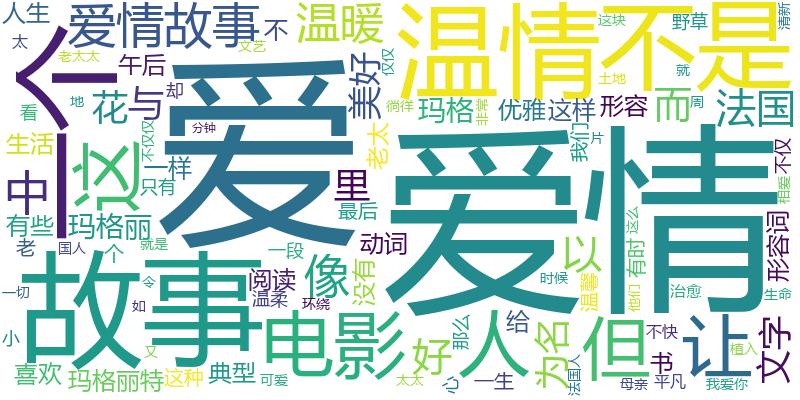 人生
爱情故事
不
温暖
温情
不是
野草
清新
太
老太太
文艺
午后
仅仅
这块
土地
就
个
花
与
却
美好
徜徉
玛格
非常
优雅
这样
形容
而
周
法国
看
地
分钟
爱
老太
我们
片
生活
这
不仅仅
一样
只有
不仅
相爱
一
中
里
爱情
形容词
有些
玛格丽
最后
动词
没有
以
有时
这么
老
国人
个
就是
一段
像
温馨
他们
时候
治愈
生命
一切
令
故事
阅读
温柔
环绕
电影
人
如
那么
给
为名
但
不快
让
植入
文字
小
又
好
书
喜欢
玛格丽特
这种
典型
可爱
太太
心
一生
法国人
母亲
平凡
我爱你